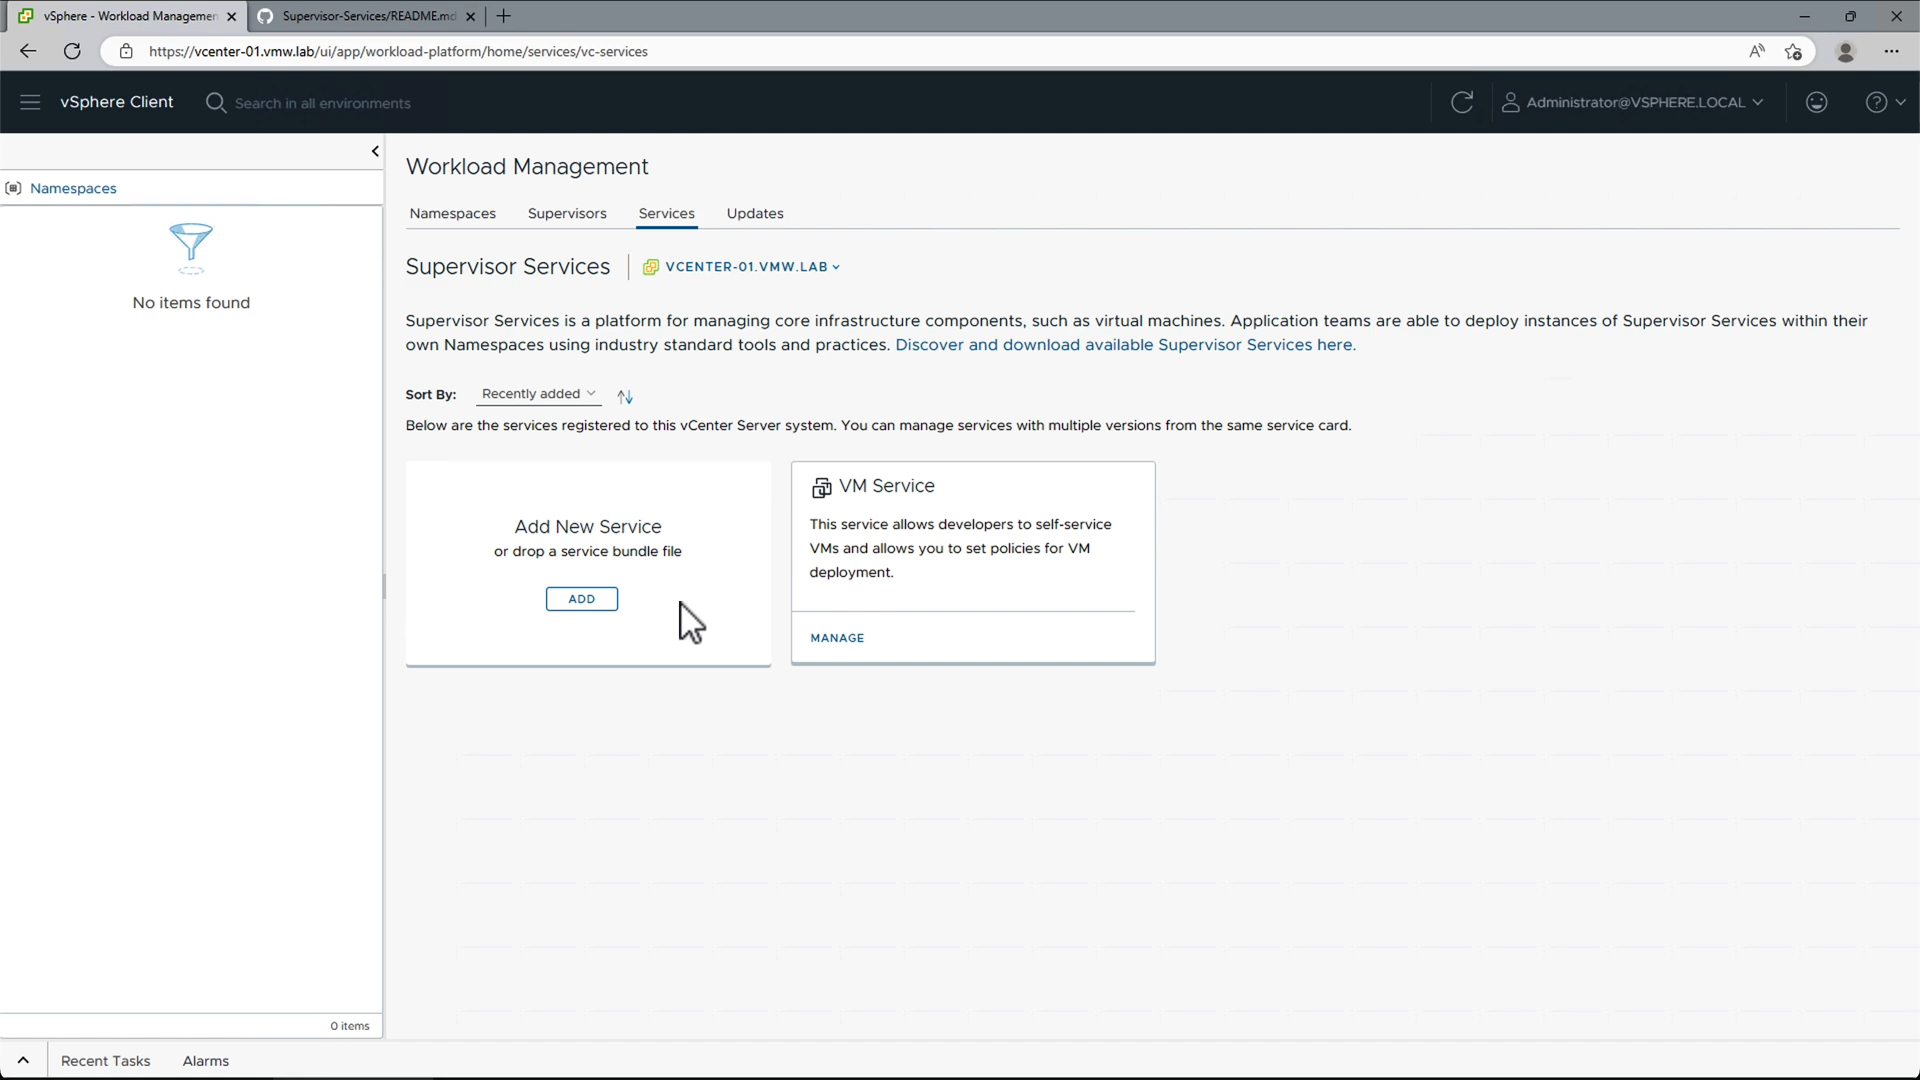 vSphere - Workload Managemen
Supervisor-Services/README.md
https://vcenter-01.vmw.lab/ui/app/workload-platform/home/services/vc-services
vSphere Client
Search in all environments
Administrator@VSPHERE.LOCAL
Namespaces
No items found
0 items
Workload Management
Namespaces Supervisors Services Updates
Supervisor Services
VCENTER-01.VMW.LAB
Supervisor Services is a platform for managing core infrastructure components, such as virtual machines. Application teams are able to deploy instances of Supervisor Services within their
own Namespaces using industry standard tools and practices. Discover and download available Supervisor Services here.
Sort By: Recently added
Below are the services registered to this vCenter Server system. You can manage services with multiple versions from the same service card.
Add New Service
or drop a service bundle file
ADD
VM Service
This service allows developers to self-service
VMs and allows you to set policies for VM
deployment.
MANAGE
Recent Tasks Alarms